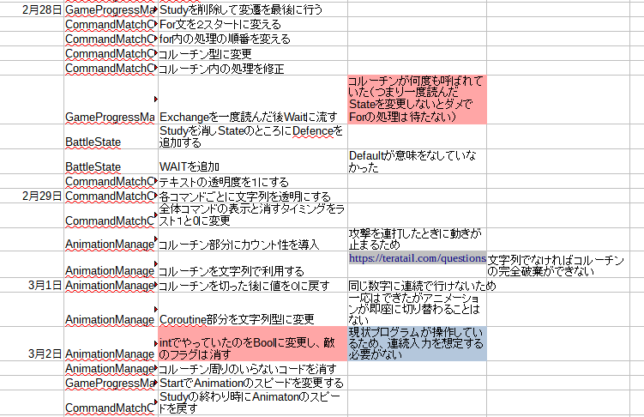 2月28日 GameProgressMa Studyを削除して変遷を最後に行う
CommandMatchC For文を2スタートに変える
CommandMatchC for内の処理の順番を変える
CommandMatchC コルーチン型に変更
CommandMatchC コルーチン内の処理を修正
コルーチンが何度も呼ばれて
いた(つまり一度読んだ
Stateを変更しないとダメで
GameProgressMa Exchangeを一度読んだ後Waitに流す Forの処理は待たない)
Studyを消しStateのところにDefenceを
BattleState 追加する
Defaultが意味をなしていな
BattleState WAITを追加 かった
CommandMatchC テキストの透明度を1にする
2月29日 CommandMatchC 各コマンドごとに文字列を透明にする
全体コマンドの表示と消すタイミングをラ
CommandMatchC スト1と0に変更
攻撃を連打したときに動きが
AnimationManage コルーチン部分にカウント性を導入 止まるため
https://teratail.com/questions 文字列でなければコルーチン
AnimationManage コルーチンを文字列で利用する の完全破棄ができない
3月1日 AnimationManage コルーチンを切った後に値を0に戻す 同じ数字に連続で行けないため
一応はできたがアニメーショ
ンが即座に切り替わることは
AnimationManage Coroutine部分を文字列型に変更 ない
現状プログラムが操作してい
intでやっていたのをBoolに変更し、敵 るため、連続入力を想定する
3月2日 AnimationManage のフラグは消す 必要がない
AnimationManage コルーチン周りのいらないコードを消す
GameProgressMa StartでAnimationのスピードを変更する
Studyの終わり時にAnimatonのスピー
CommandMatchC ドを戻す